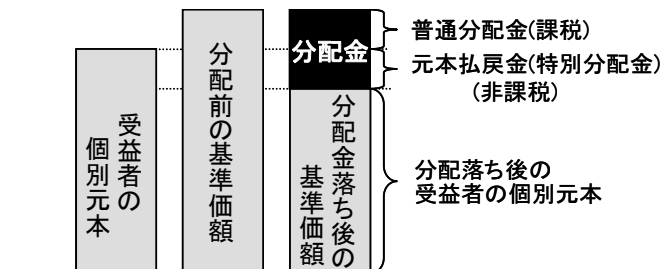 受益者の
個別元本
分配前の基準価額
分配金
分配金落ち後の
基準価額
普通分配金(課税)
元本払戻金(特別分配金)
(非課税)
分配落ち後の
受益者の個別元本